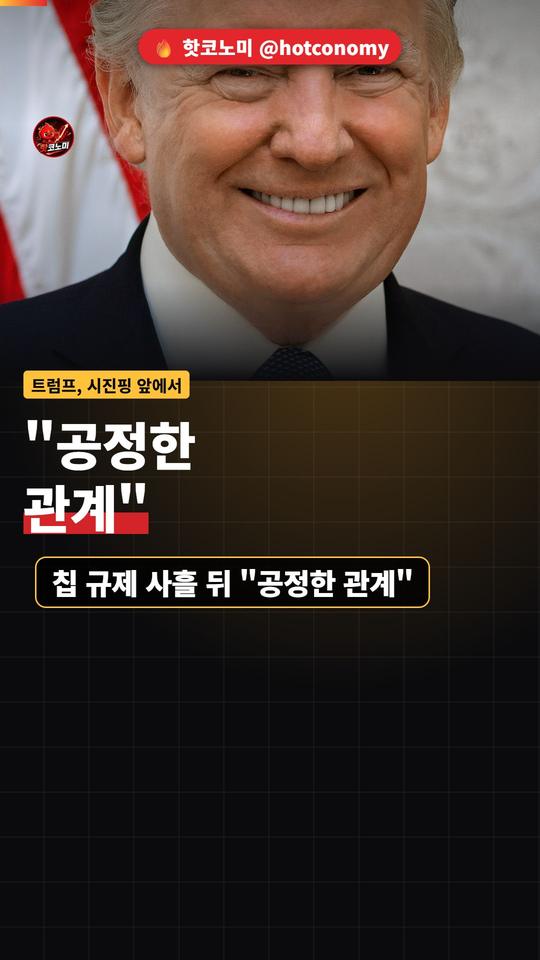 핫코노미 @hotconomy
핫코노미
트럼프, 시진핑 앞에서
"공정한
관계"
칩 규제 사흘 뒤 "공정한 관계"